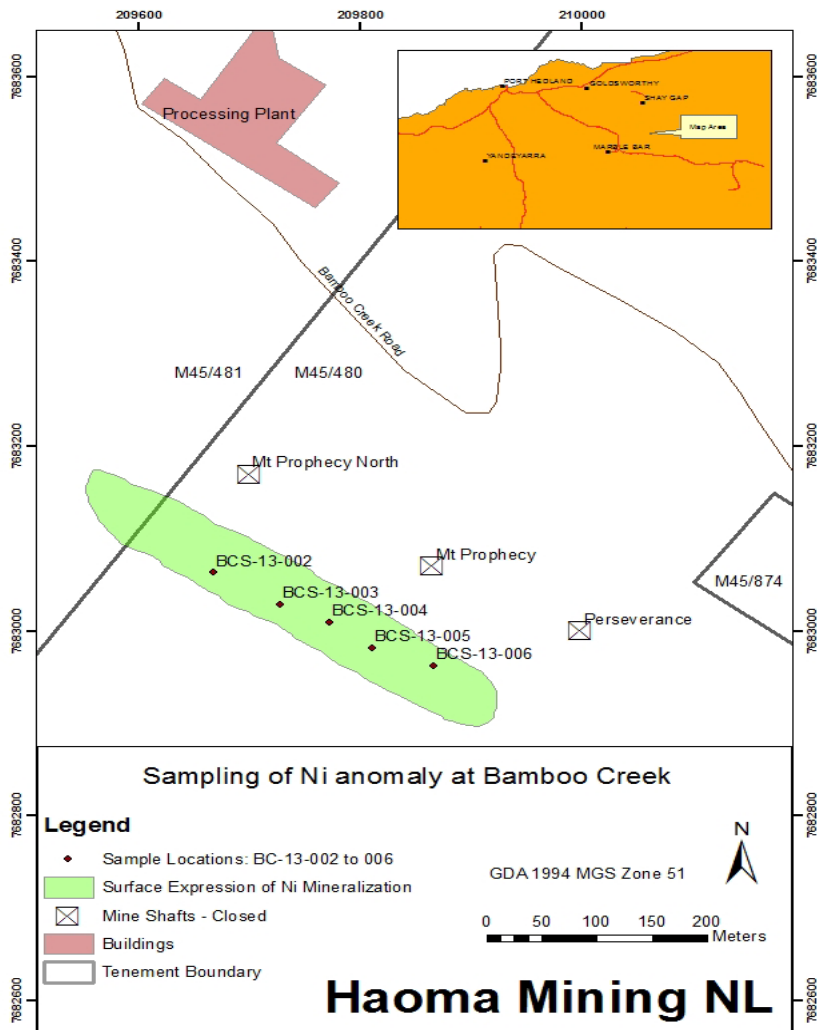 209600
209800
210000
7683600
7683600
PORT HEDLAND
GOLDSWORTHY
SHAY GAP
Map Area
MARBLE BAR
YANDEYARRA
Processing Plant
7683400
7683400
Bamboo Creek Road
M45/481
M45/480
7683200
7683200
Mt Prophecy North
Mt Prophecy
BCS-13-002
BCS-13-003
BCS-13-004
BCS-13-005
BCS-13-006
M45/874
Perseverance
7683000
7683000
Sampling of Ni anomaly at Bamboo Creek
7682800
7682800
Legend
Sample Locations: BC-13-002 to 006
Surface Expression of Ni Mineralization
Mine Shafts - Closed
Buildings
Tenement Boundary
N
GDA 1994 MGS Zone 51
0 50 100 150 200
Meters
7682600
7682600
Haoma Mining NL